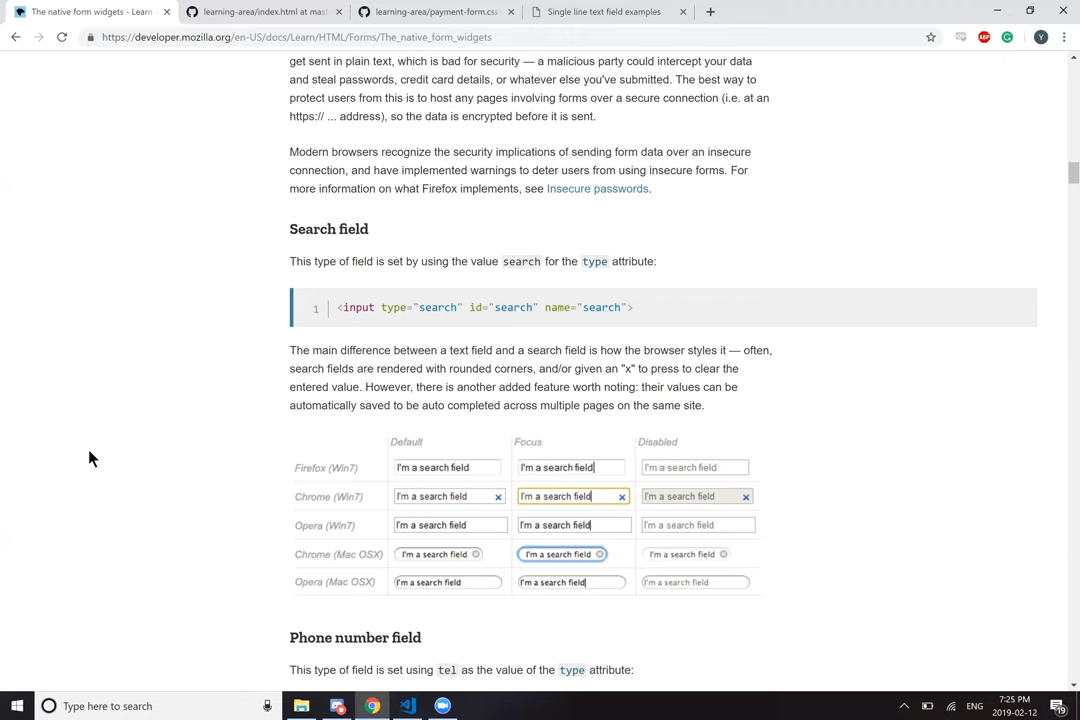 The native form widgets - Learn
learning-area/index.html at mast
learning-area/payment-form.css
Single line text field examples
https://developer.mozilla.org/en-US/docs/Learn/HTML/Forms/The_native_form_widgets
ABP
Y
get sent in plain text, which is bad for security — a malicious party could intercept your data
and steal passwords, credit card details, or whatever else you've submitted. The best way to
protect users from this is to host any pages involving forms over a secure connection (i.e. at an
https:// ... address), so the data is encrypted before it is sent.
Modern browsers recognize the security implications of sending form data over an insecure
connection, and have implemented warnings to deter users from using insecure forms. For
more information on what Firefox implements, see Insecure passwords.
Search field
This type of field is set by using the value search for the type attribute:
1 <input type="search" id="search" name="search">
The main difference between a text field and a search field is how the browser styles it — often,
search fields are rendered with rounded corners, and/or given an "x" to press to clear the
entered value. However, there is another added feature worth noting: their values can be
automatically saved to be auto completed across multiple pages on the same site.
Default Focus Disabled
Firefox (Win7) I'm a search field I'm a search field I'm a search field
Chrome (Win7) I'm a search field I'm a search field I'm a search field
Opera (Win7) I'm a search field I'm a search field I'm a search field
Chrome (Mac OSX) I'm a search field I'm a search field I'm a search field
Opera (Mac OSX) I'm a search field I'm a search field I'm a search field
Phone number field
This type of field is set using tel as the value of the type attribute:
Type here to search
ENG
7:25 PM
2019-02-12
19